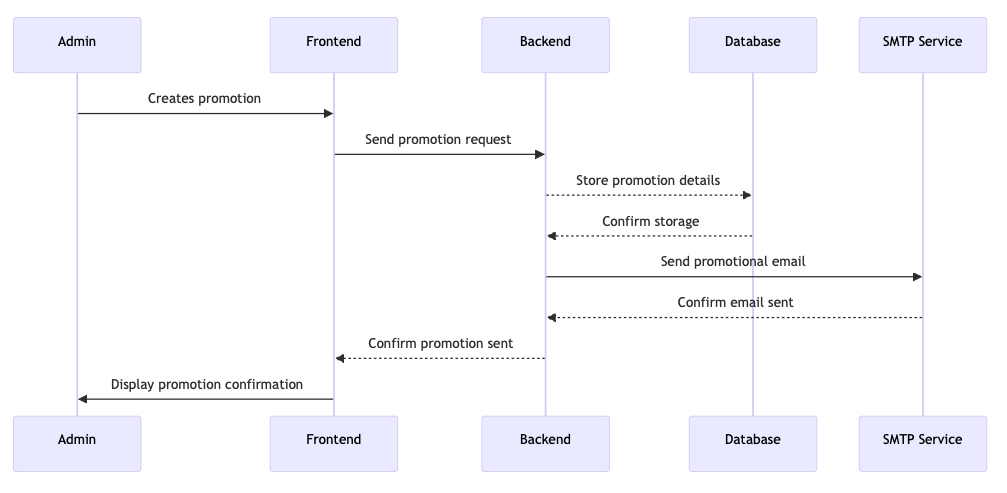 Admin
Frontend
Backend
Database
SMTP Service
Creates promotion
Send promotion request
Store promotion details
Confirm storage
Send promotional email
Confirm email sent
Confirm promotion sent
Display promotion confirmation
Admin
Frontend
Backend
Database
SMTP Service